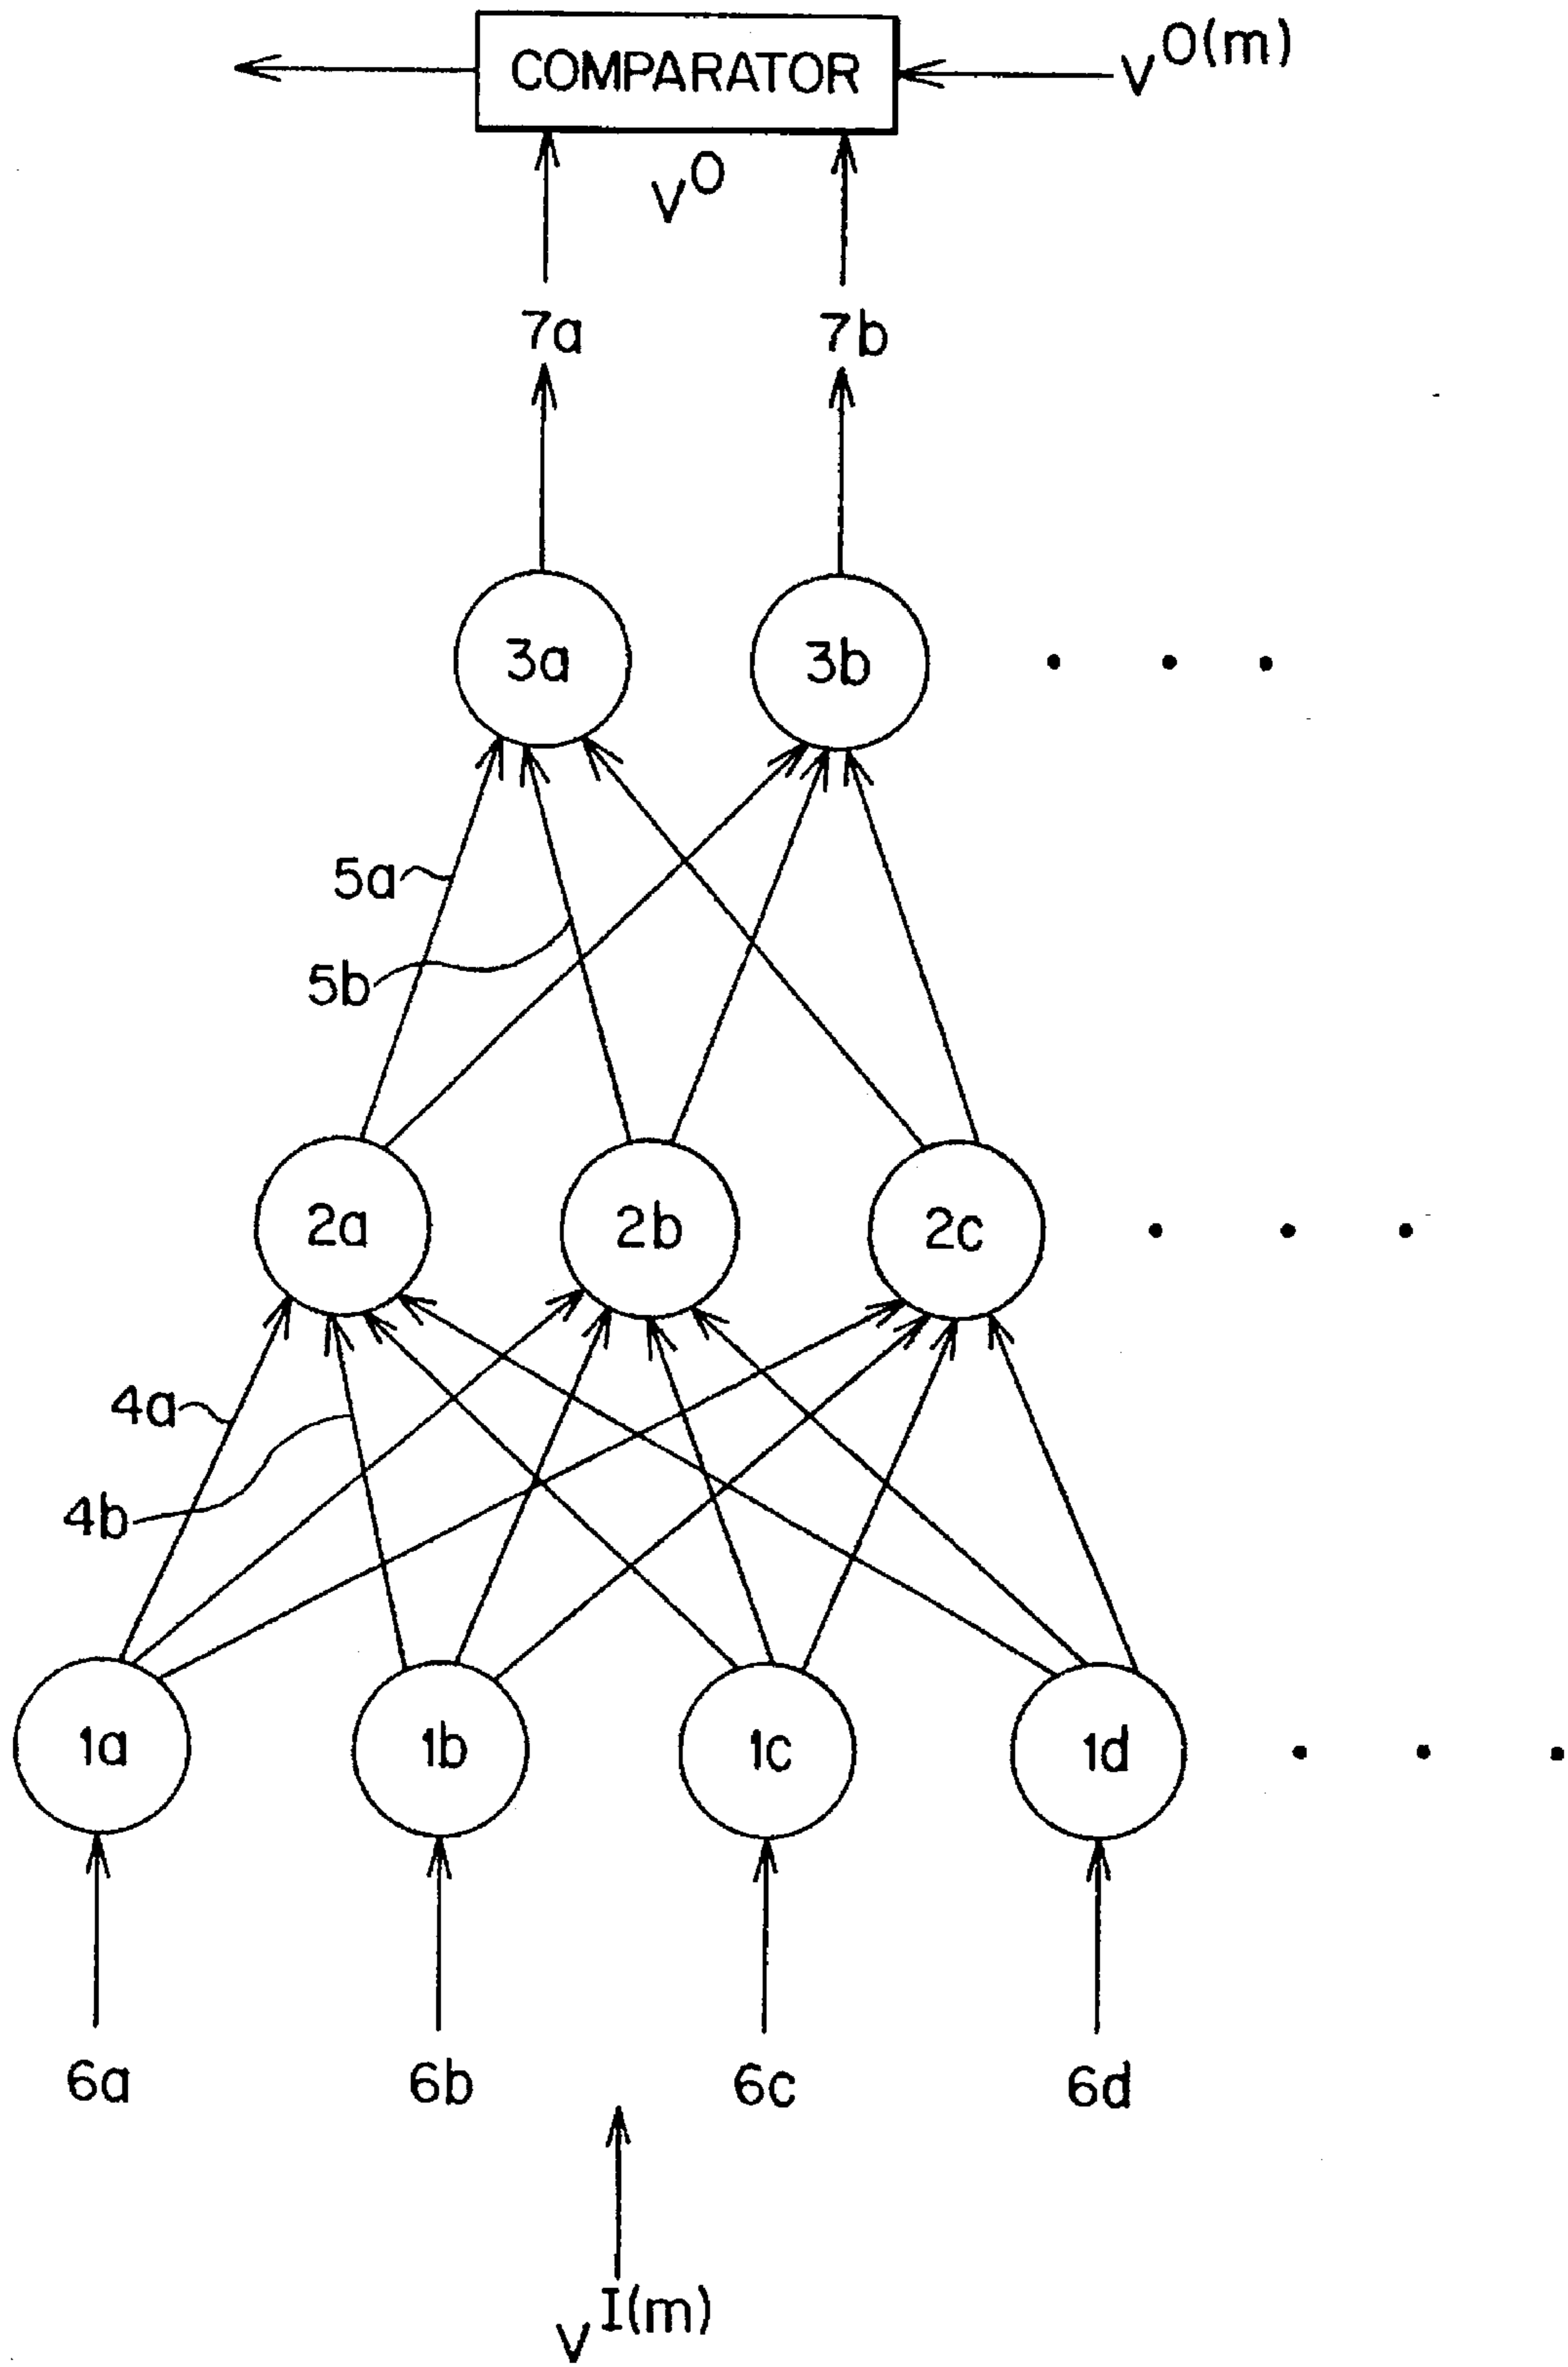 COMPARATOR
v^O(m)
v^O
7a
7b
3a
3b
5a
5b
2a
2b
2c
4a
4b
1a
1b
1c
1d
6a
6b
6c
6d
v^I(m)